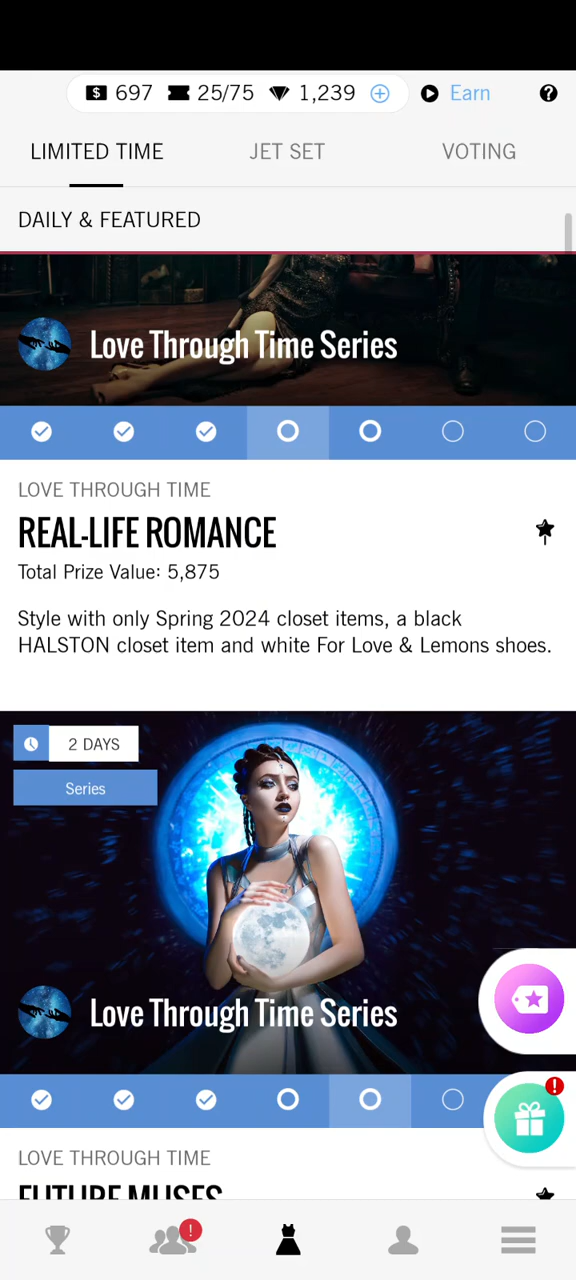 697 25/75 1,239 Earn
LIMITED TIME JET SET VOTING
DAILY & FEATURED
Love Through Time Series
LOVE THROUGH TIME
REAL-LIFE ROMANCE
Total Prize Value: 5,875
Style with only Spring 2024 closet items, a black
HALSTON closet item and white For Love & Lemons shoes.
2 DAYS
Series
Love Through Time Series
LOVE THROUGH TIME
FUTURE MUSES